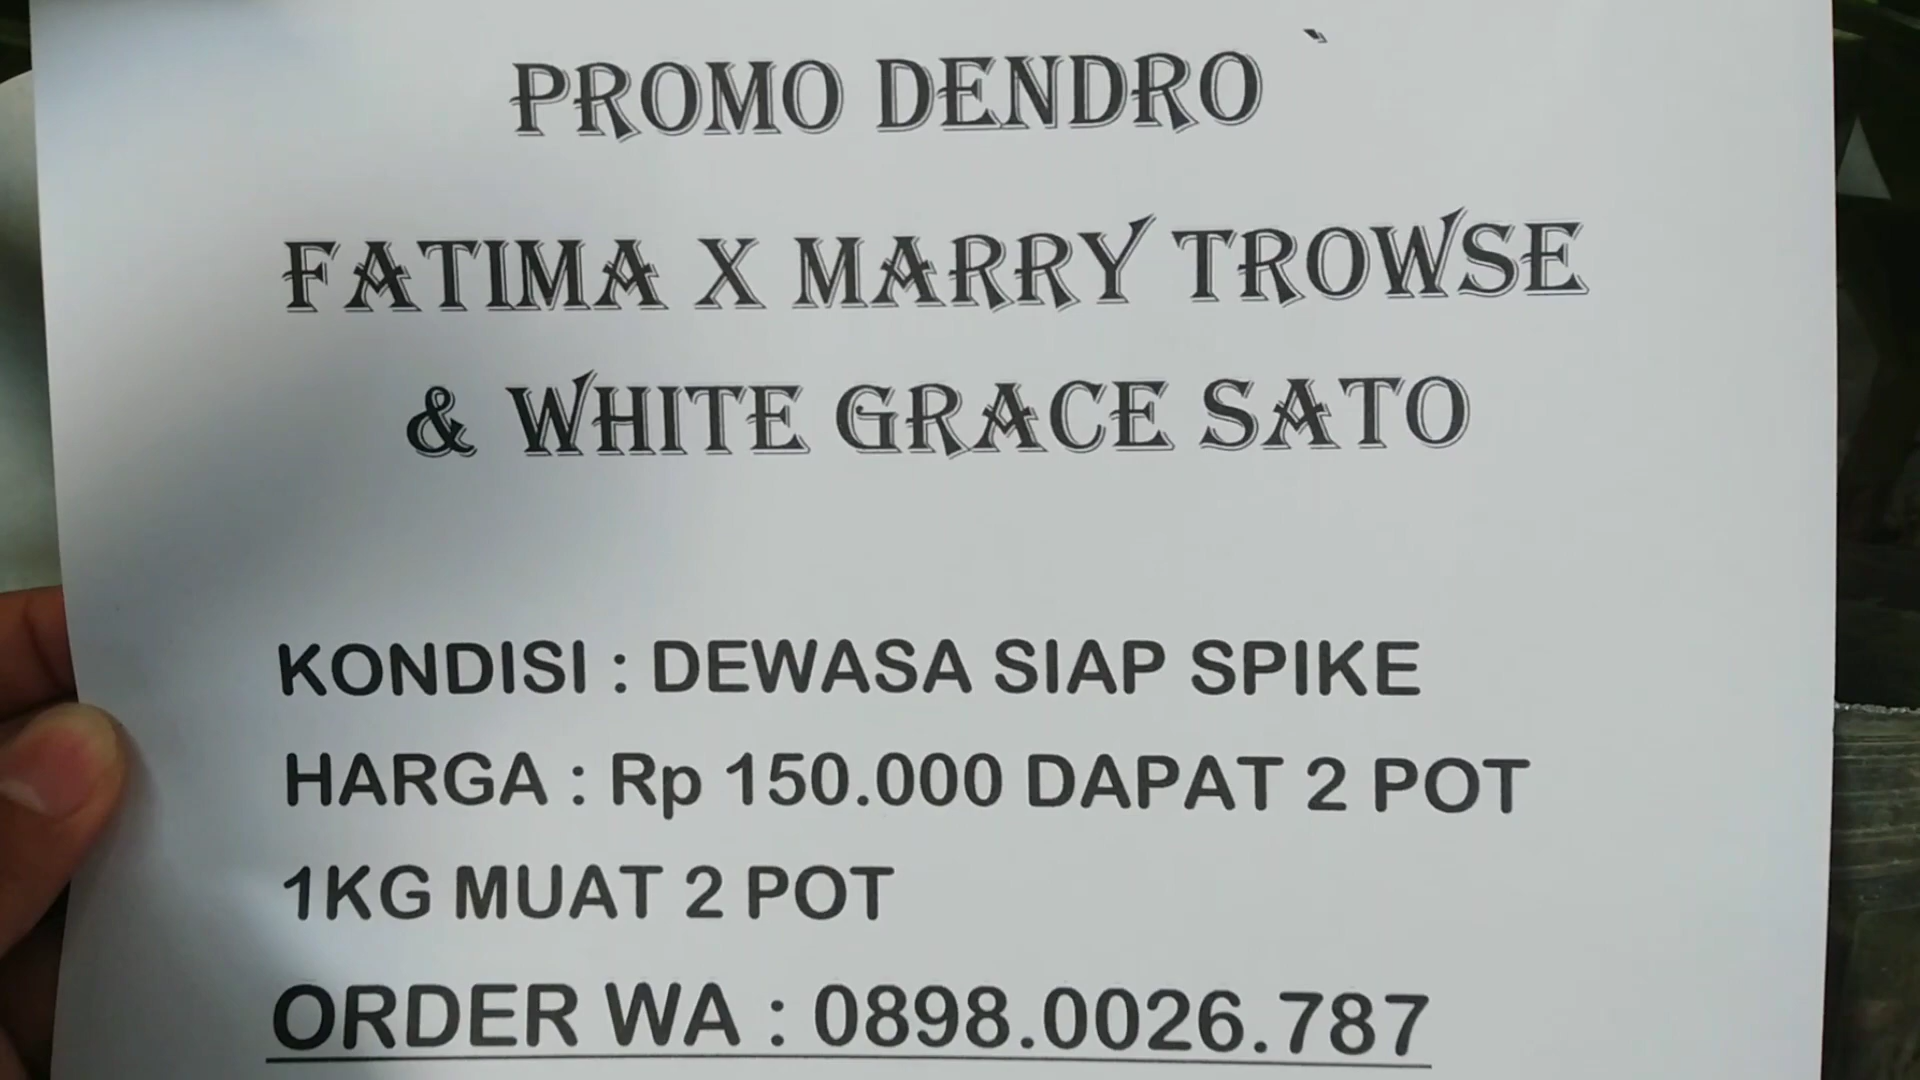 PROMO DENDRO
FATIMA X MARRY TROWSE
& WHITE GRACE SATO
KONDISI : DEWASA SIAP SPIKE
HARGA : Rp 150.000 DAPAT 2 POT
1KG MUAT 2 POT
ORDER WA : 0898.0026.787